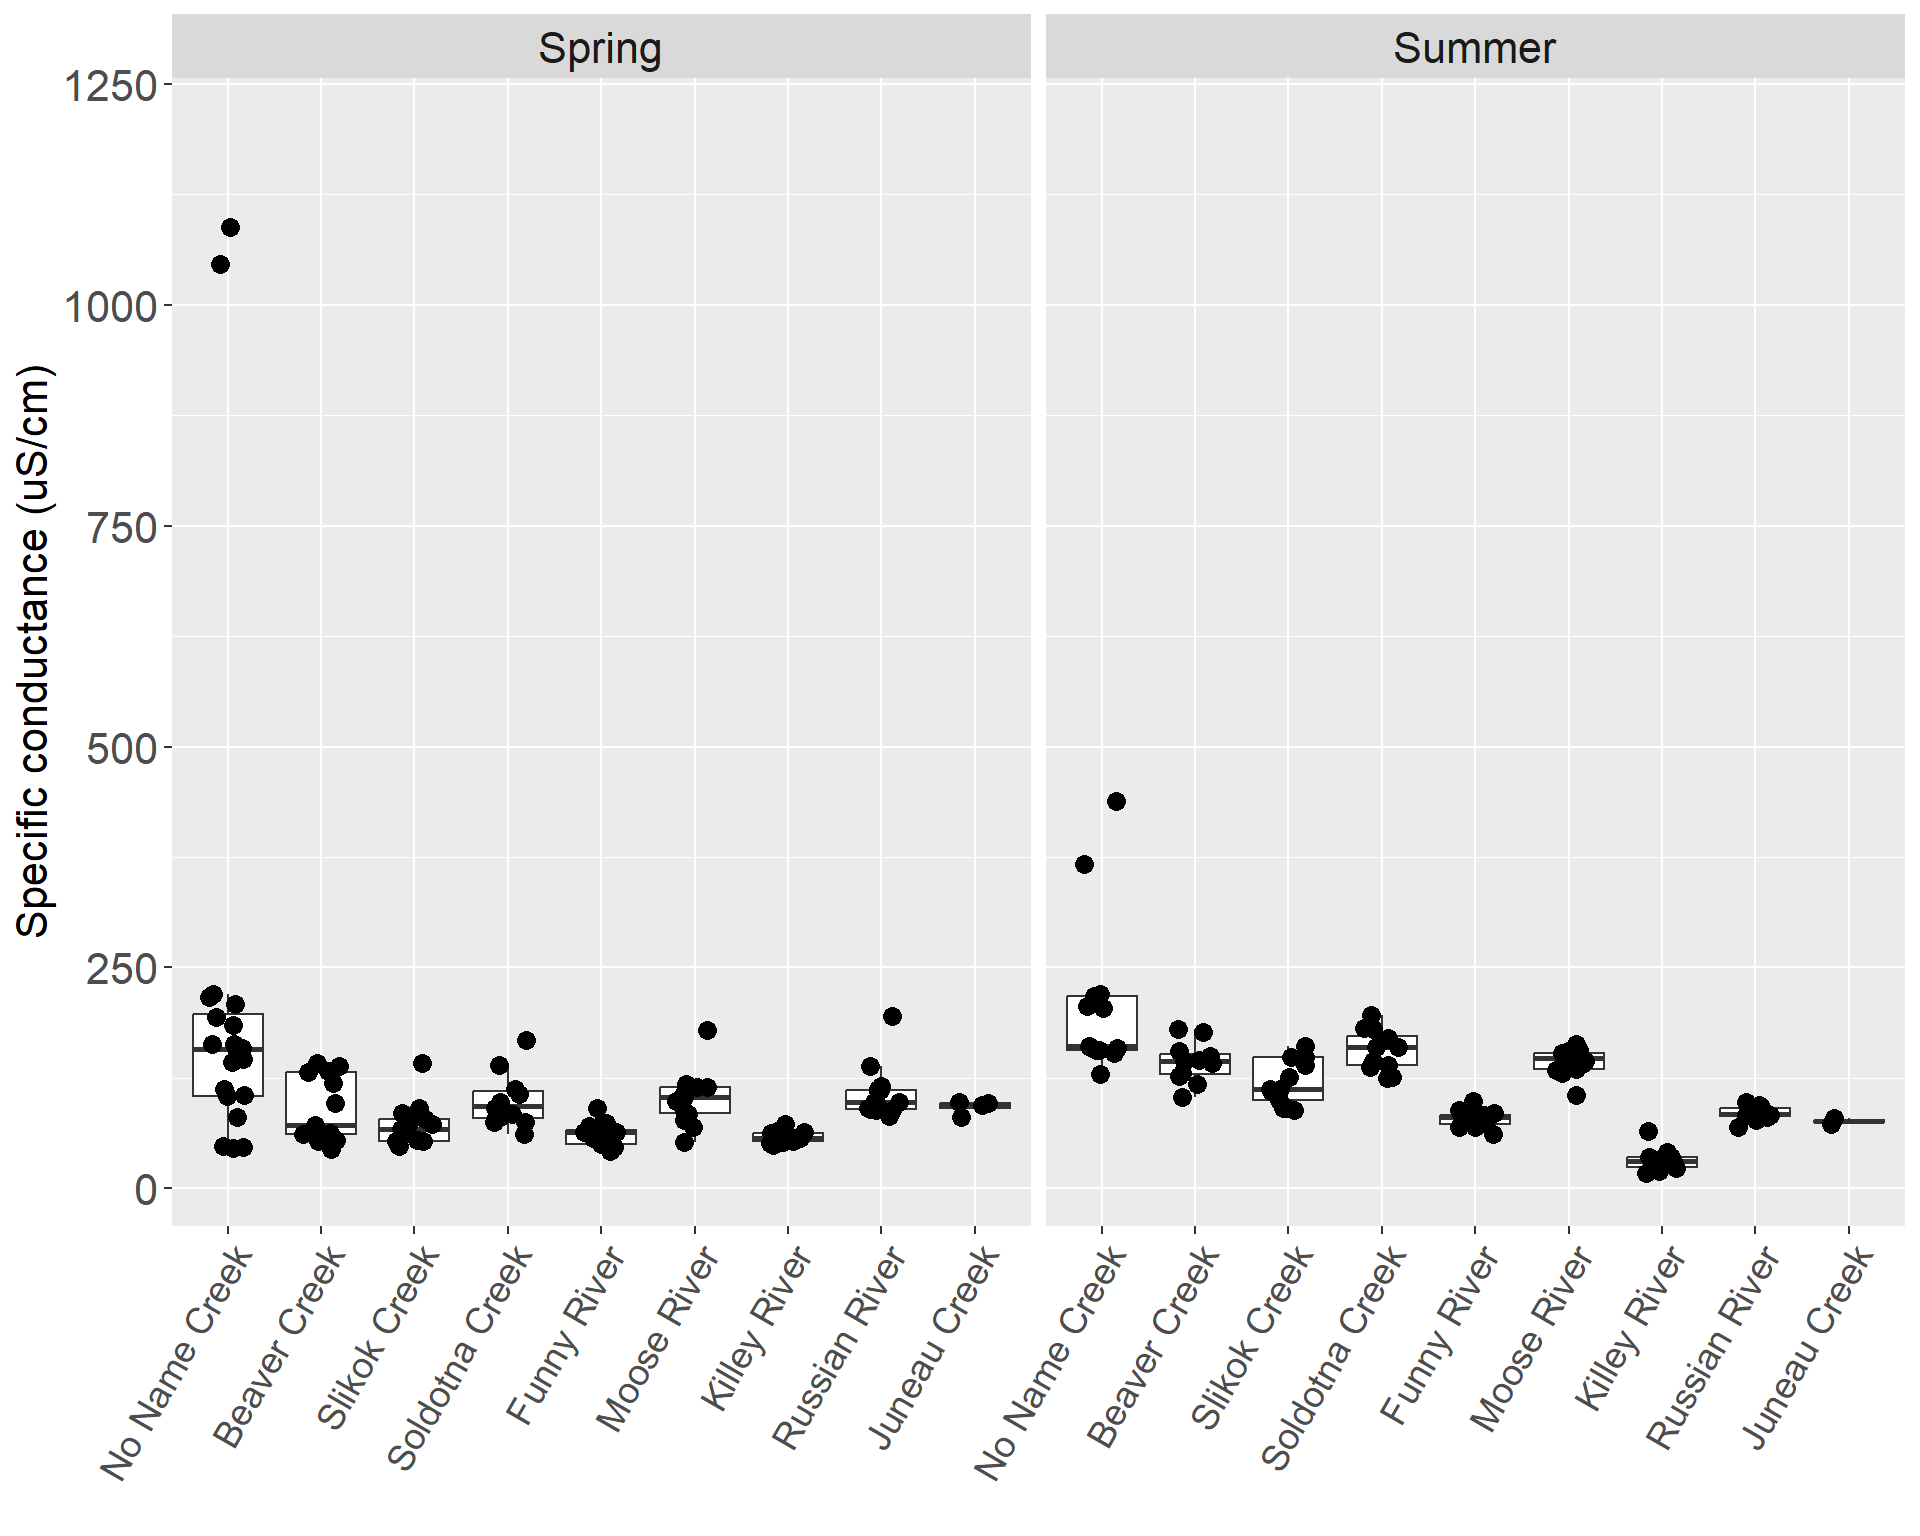 Spring
Summer
Specific conductance (uS/cm)
1250
1000
750
500
250
0
No Name Creek
Beaver Creek
Slikok Creek
Soldotna Creek
Funny River
Moose River
Killey River
Russian River
Juneau Creek
No Name Creek
Beaver Creek
Slikok Creek
Soldotna Creek
Funny River
Moose River
Killey River
Russian River
Juneau Creek